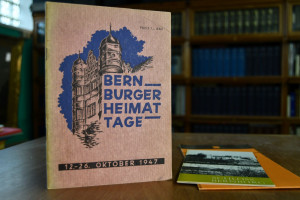 BERN
BURGER
HEIMAT
TAGE
12.-26. OKTOBER 1947